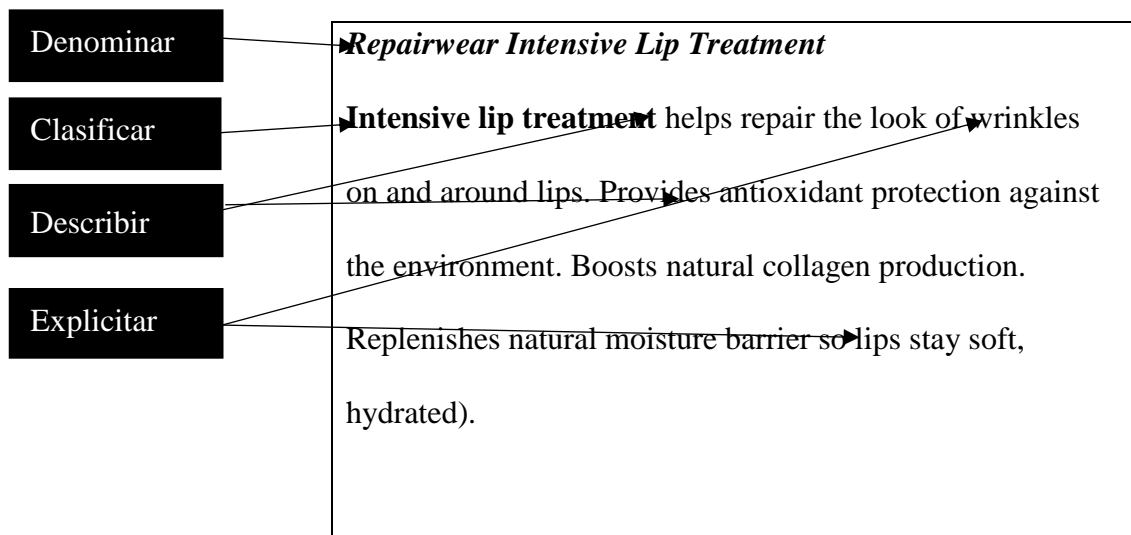 Denominar
Clasificar
Describir
Explicitar
Repairwear Intensive Lip Treatment
Intensive lip treatment helps repair the look of wrinkles
on and around lips. Provides antioxidant protection against
the environment. Boosts natural collagen production.
Replenishes natural moisture barrier so lips stay soft,
hydrated).